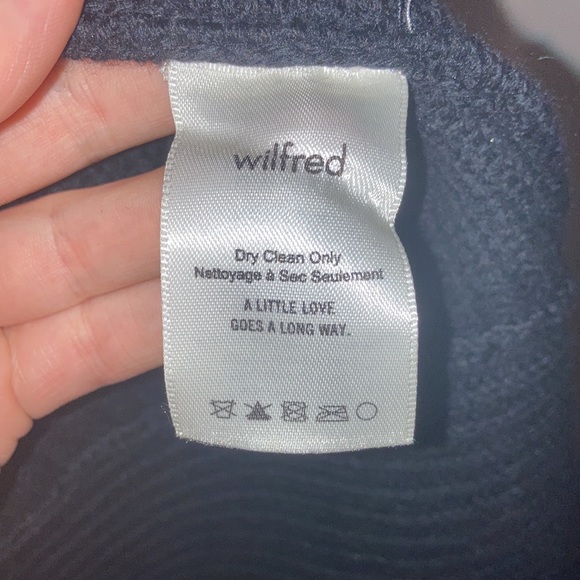 wilfred
Dry Clean Only
Nettoyage à Sec Seulement
A LITTLE LOVE
GOES A LONG WAY.